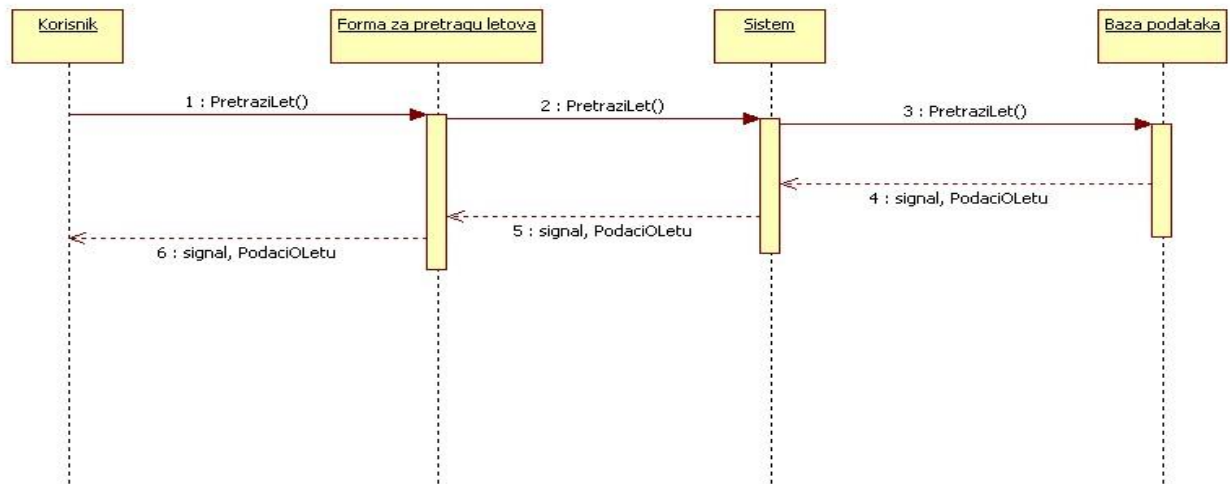 Korisnik
Forma za pretragu letova
Sistem
Baza podataka
1 : PretraziLet()
2 : PretraziLet()
3 : PretraziLet()
4 : signal, PodaciOLetu
5 : signal, PodaciOLetu
6 : signal, PodaciOLetu